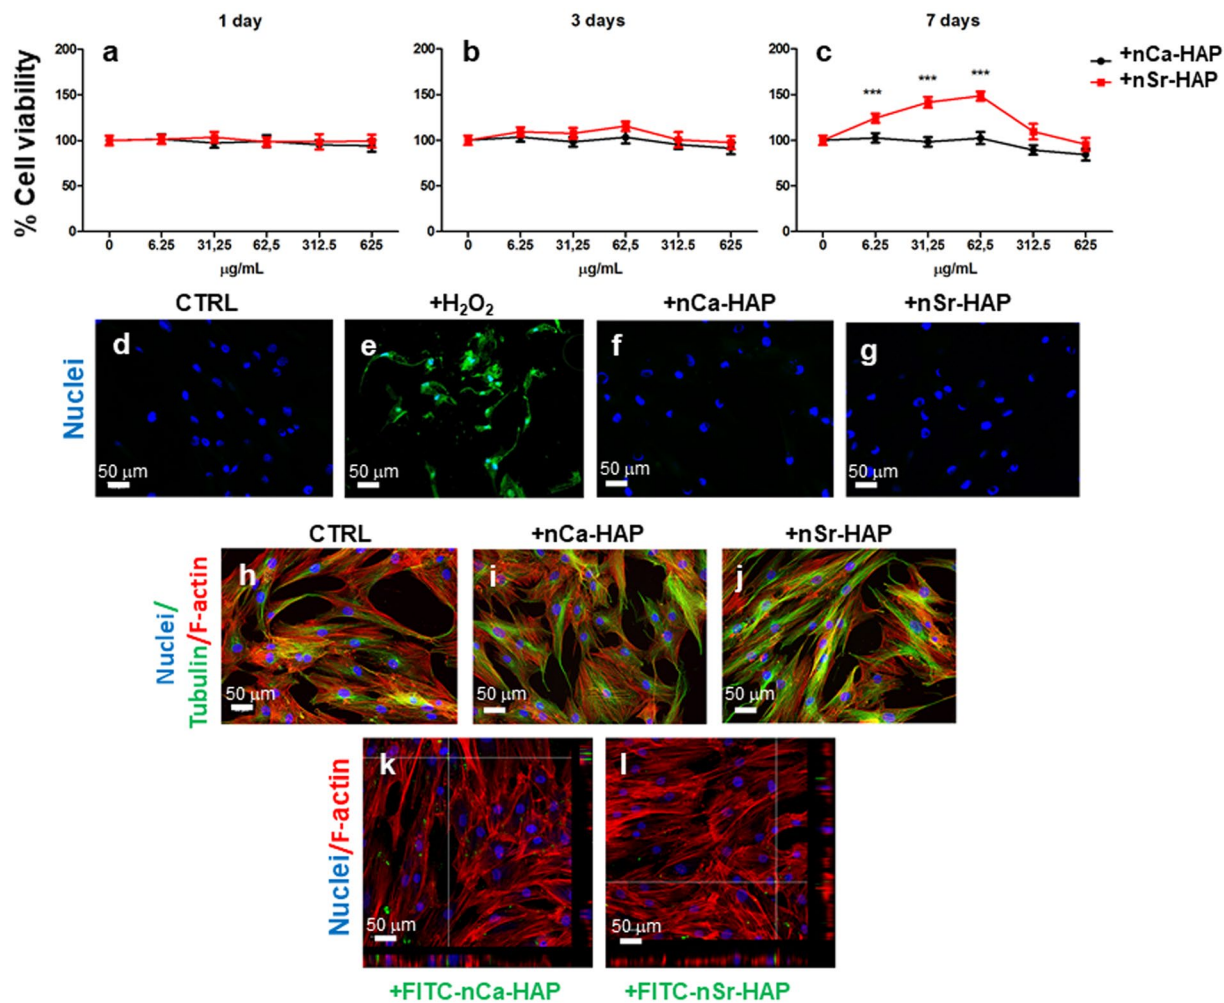 1 day
3 days
7 days
a
b
c
+nCa-HAP
+nSr-HAP
% Cell viability
200
150
100
50
0
0 6.25 31,25 62,5 312.5 625
μg/mL
200
150
100
50
0
0 6.25 31,25 62,5 312.5 625
μg/mL
200
150
100
50
0
*** *** ***
0 6.25 31,25 62,5 312.5 625
μg/mL
CTRL
+H₂O₂
+nCa-HAP
+nSr-HAP
Nuclei
d
50 μm
e
50 μm
f
50 μm
g
50 μm
CTRL
+nCa-HAP
+nSr-HAP
Nuclei/
Tubulin/F-actin
h
50 μm
i
50 μm
j
50 μm
Nuclei/F-actin
k
50 μm
l
50 μm
+FITC-nCa-HAP
+FITC-nSr-HAP